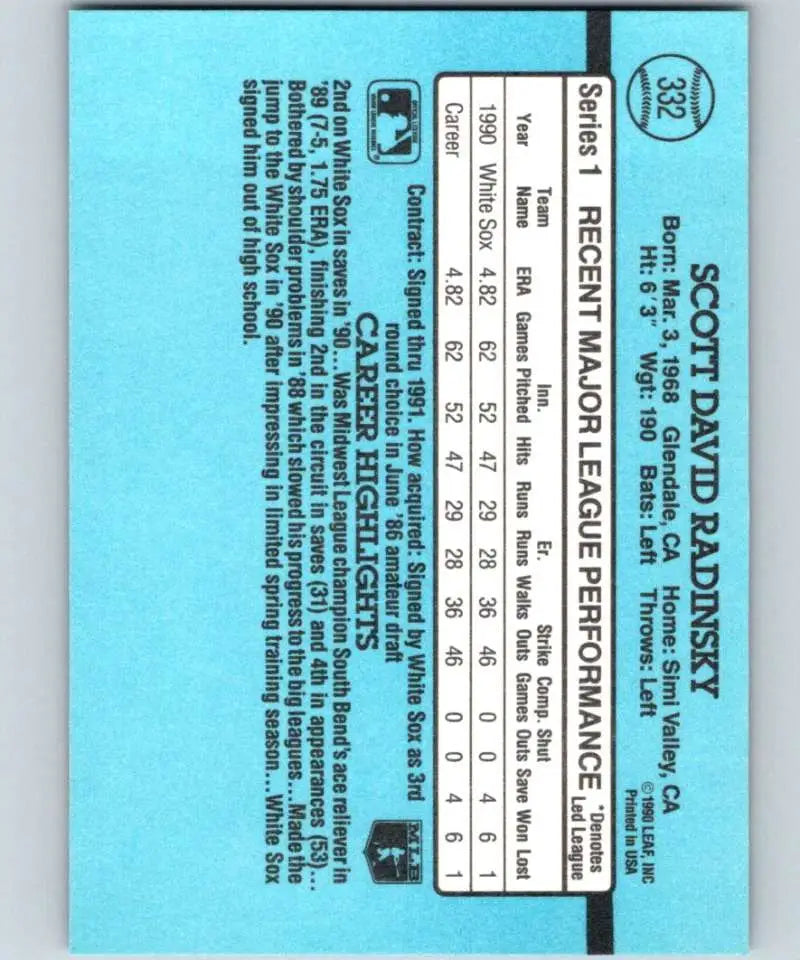 332
SCOTT DAVID RADINSKY
Born: Mar. 3, 1968 Glendale, CA Home: Simi Valley, CA
Ht: 6'3" Wgt: 190 Bats: Left Throws: Left
©1990 LEAF, INC
Printed in USA
Series 1 RECENT MAJOR LEAGUE PERFORMANCE *Denotes Led League
Team Inn. Er. Strike Comp. Shut
Year Name ERA Games Pitched Hits Runs Runs Walks Outs Games Outs Save Won Lost
1990 White Sox 4.82 62 52 47 29 28 36 46 0 0 4 6 1
Career 4.82 62 52 47 29 28 36 46 0 0 4 6 1
Contract: Signed thru 1991. How acquired: Signed by White Sox as 3rd
round choice in June '86 amateur draft
MLB
CAREER HIGHLIGHTS
2nd on White Sox in saves in '90...Was Midwest League champion South Bend's ace reliever in
'89 (7-5, 1.75 ERA), finishing 2nd in the circuit in saves (31) and 4th in appearances (53)...
Bothered by shoulder problems in '88 which slowed his progress to the big leagues...Made the
jump to the White Sox in '90 after impressing in limited spring training season...White Sox
signed him out of high school.